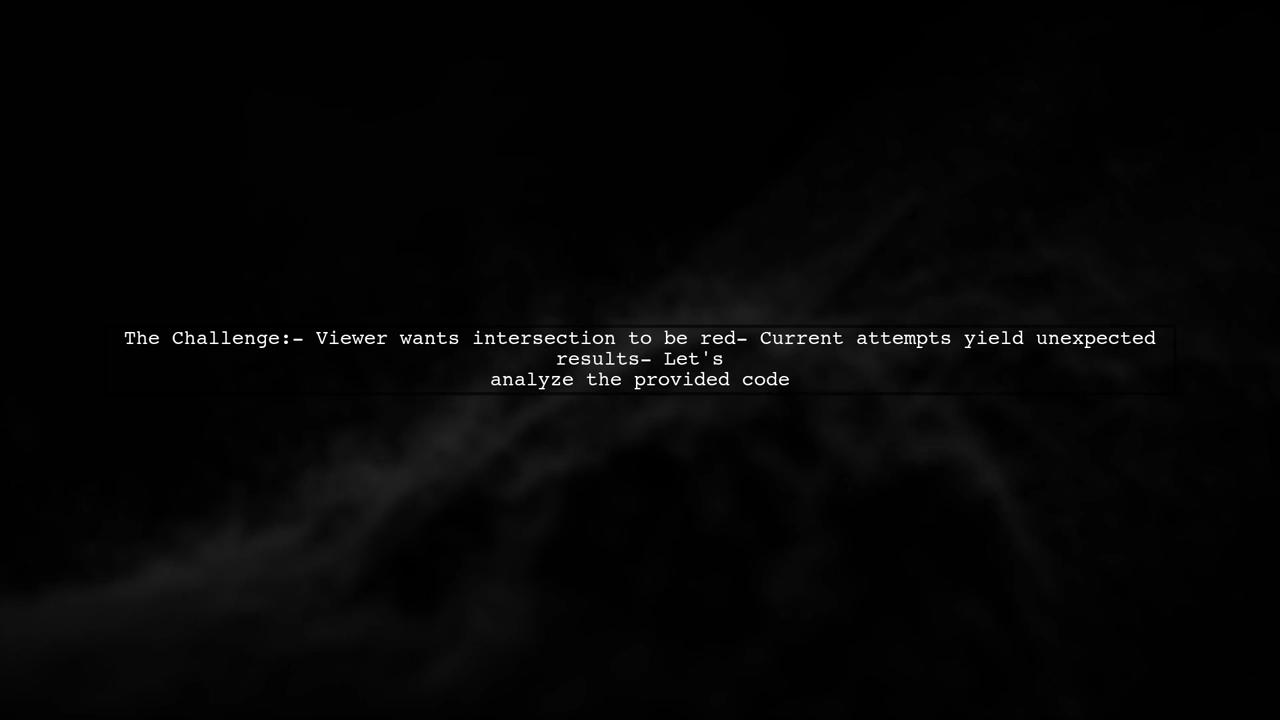 The Challenge:- Viewer wants intersection to be red- Current attempts yield unexpected
results- Let's
analyze the provided code